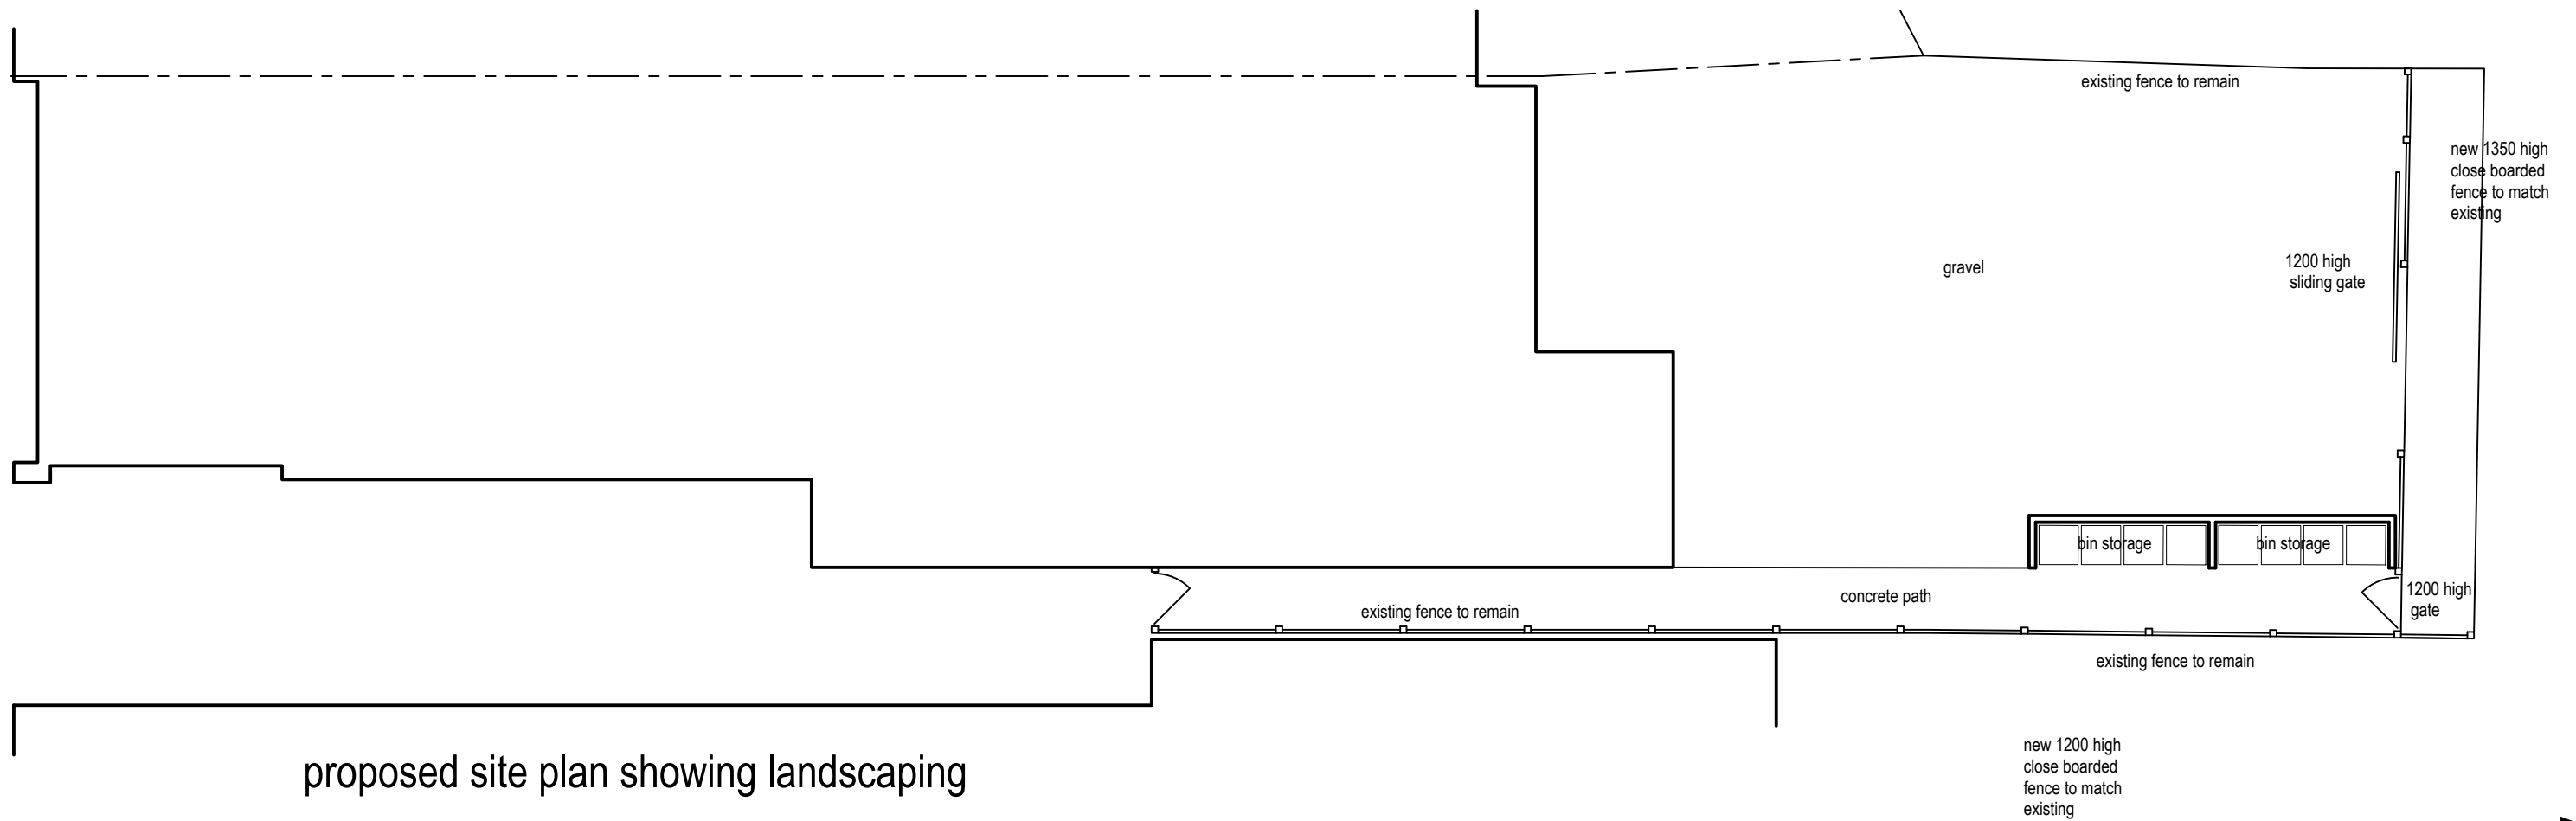 existing fence to remain
new 1350 high
close boarded
fence to match
existing
gravel
1200 high
sliding gate
bin storage
bin storage
1200 high
gate
concrete path
existing fence to remain
existing fence to remain
new 1200 high
close boarded
fence to match
existing
proposed site plan showing landscaping